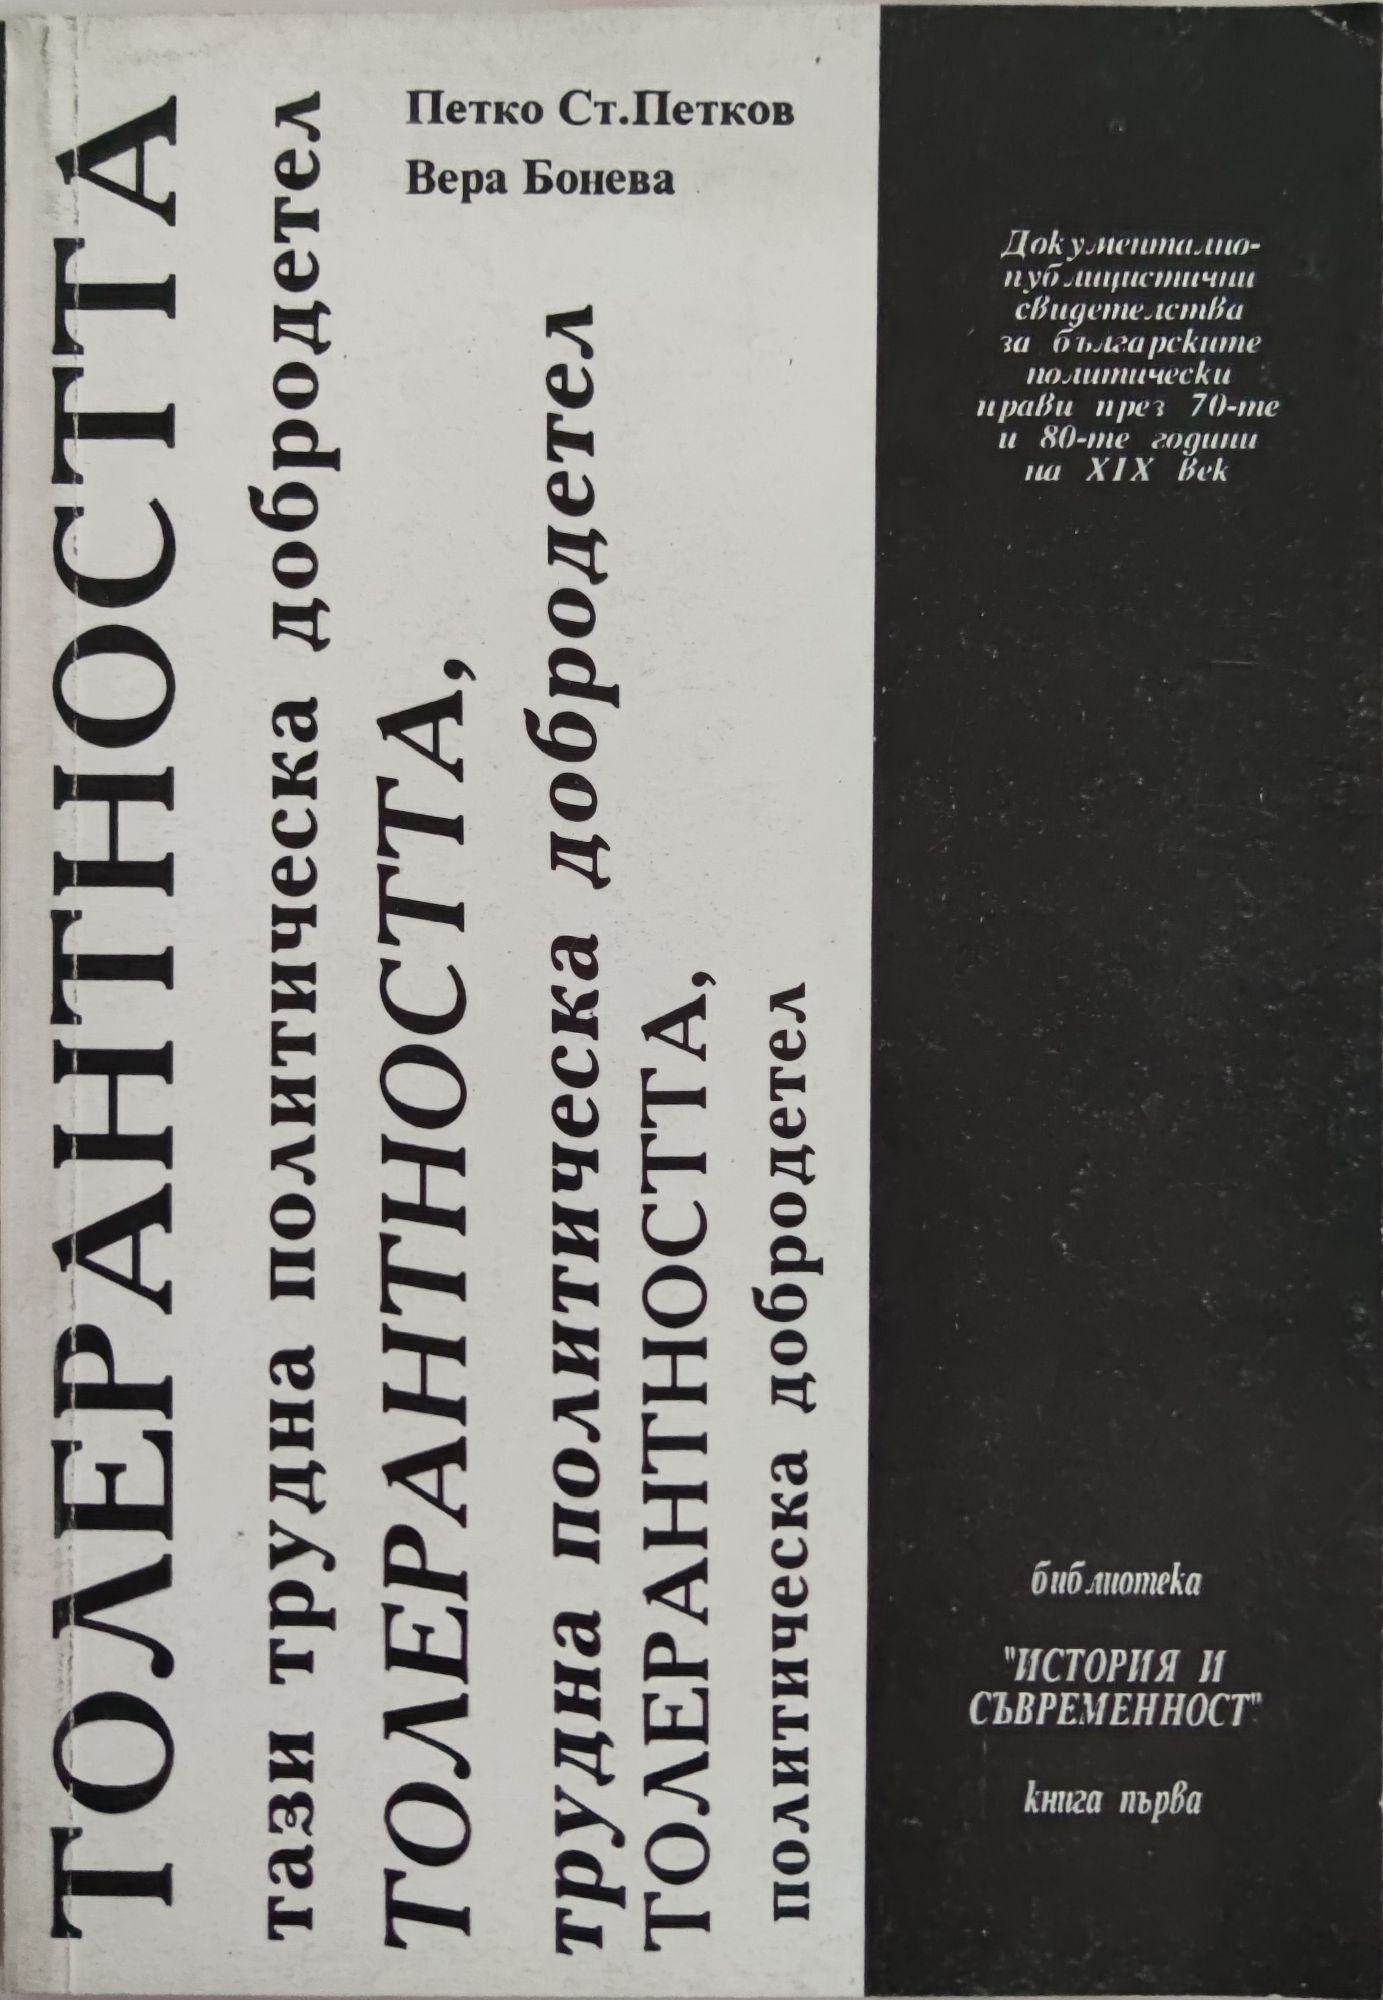 ТОЛЕРАНТНОСТТА
тази трудна политическа добродетел
ТОЛЕРАНТНОСТТА,
трудна политическа добродетел
ТОЛЕРАНТНОСТТА,
политическа добродетел
Петко Ст.Петков
Вера Бонева
Документално-
публицистични
свидетелства
за българските
политически
нрави през 70-те
и 80-те години
на XIX век
библиотека
"ИСТОРИЯ И
СЪВРЕМЕННОСТ"
книга първа